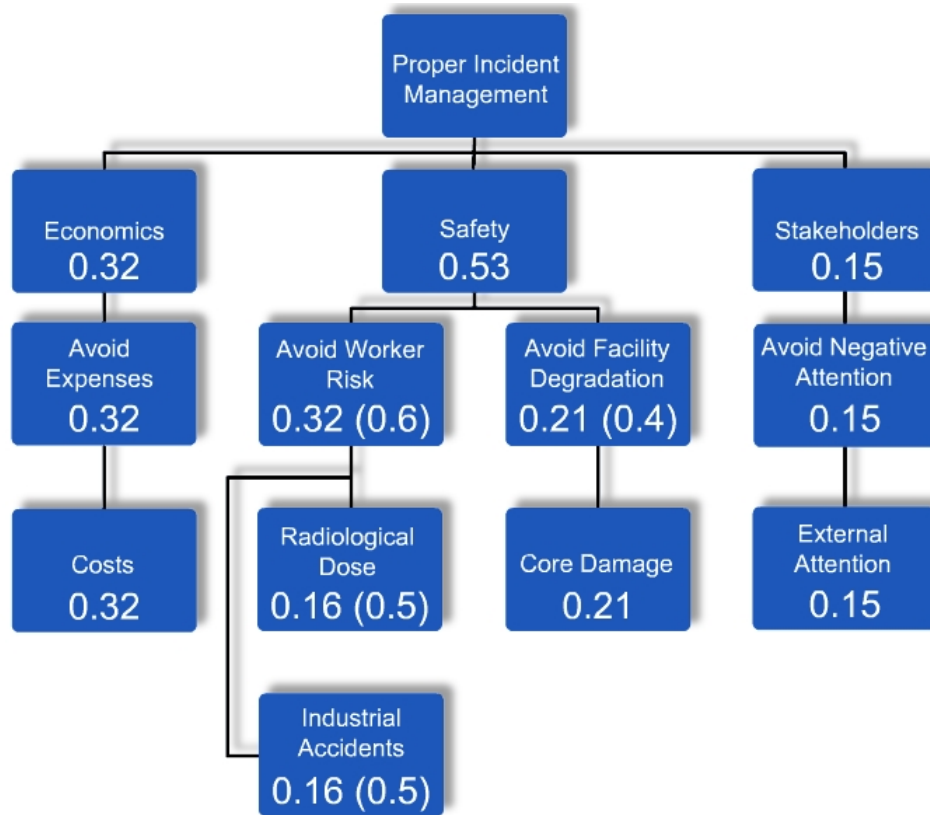 Proper Incident
Management
Economics
0.32
Safety
0.53
Stakeholders
0.15
Avoid
Expenses
0.32
Avoid Worker
Risk
0.32 (0.6)
Avoid Facility
Degradation
0.21 (0.4)
Avoid Negative
Attention
0.15
Costs
0.32
Radiological
Dose
0.16 (0.5)
Core Damage
0.21
External
Attention
0.15
Industrial
Accidents
0.16 (0.5)